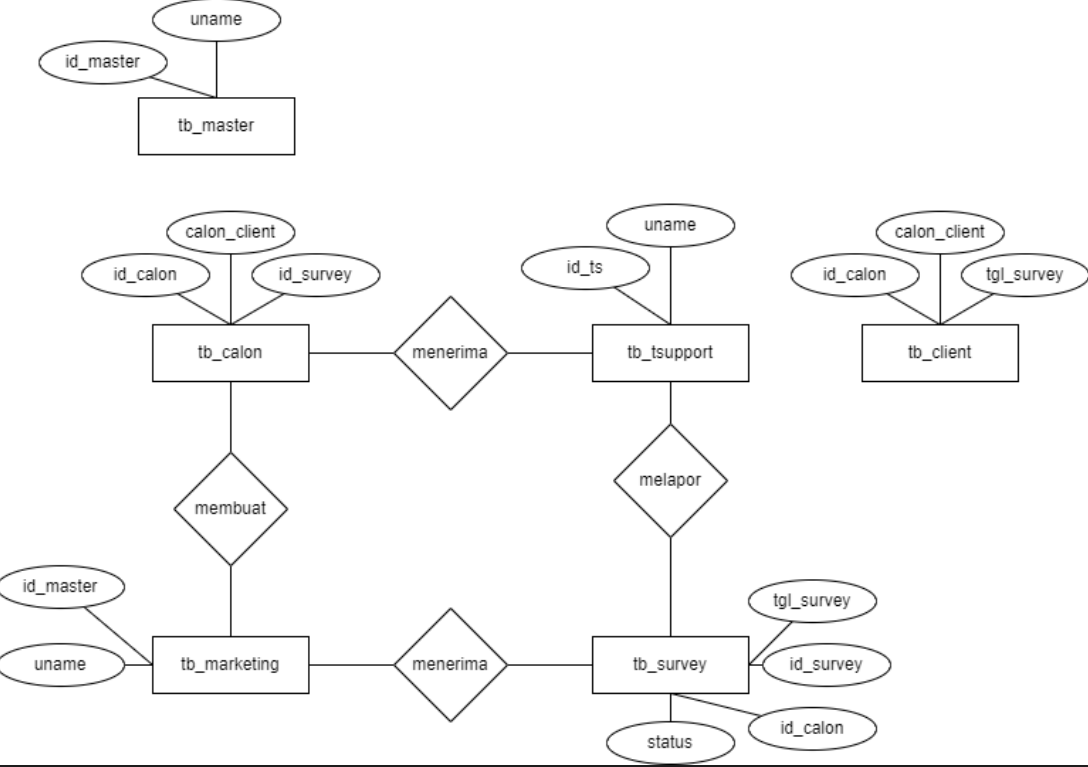 uname
id_master
tb_master
calon_client
id_calon
id_survey
tb_calon
menerima
uname
id_ts
tb_tsupport
calon_client
id_calon
tgl_survey
tb_client
membuat
melapor
id_master
uname
tb_marketing
menerima
tb_survey
tgl_survey
id_survey
id_calon
status